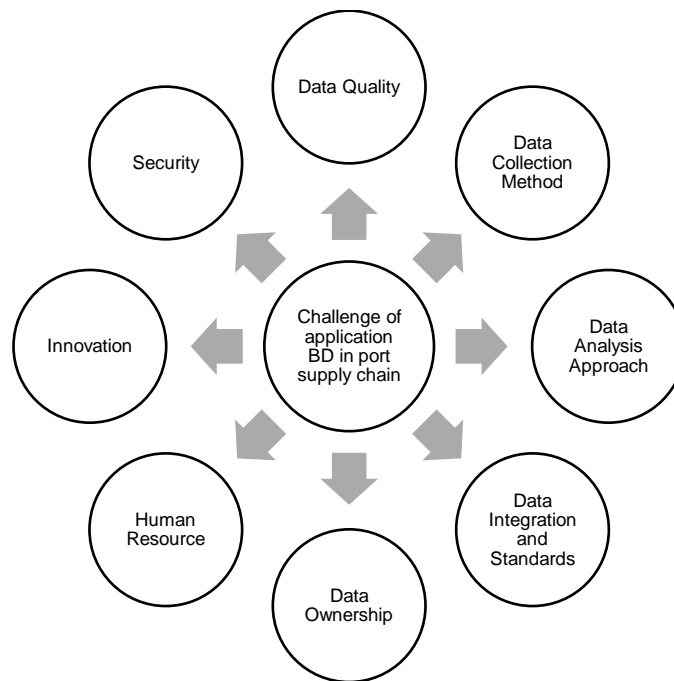 Data Quality
Data
Collection
Method
Data
Analysis
Approach
Data
Integration
and
Standards
Data
Ownership
Human
Resource
Innovation
Security
Challenge of
application
BD in port
supply chain